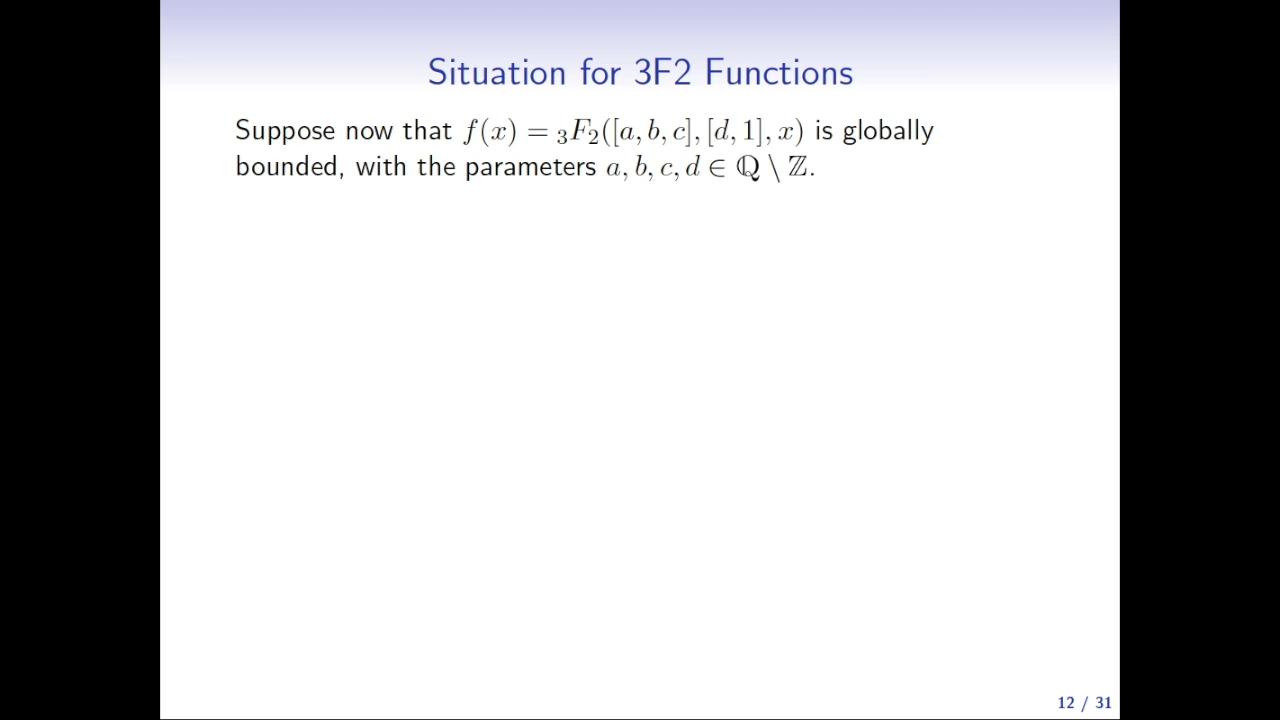 Situation for 3F2 Functions
Suppose now that f(x) = ₃F₂([a, b, c], [d, 1], x) is globally
bounded, with the parameters a, b, c, d ∈ ℚ \ ℤ.
12 / 31